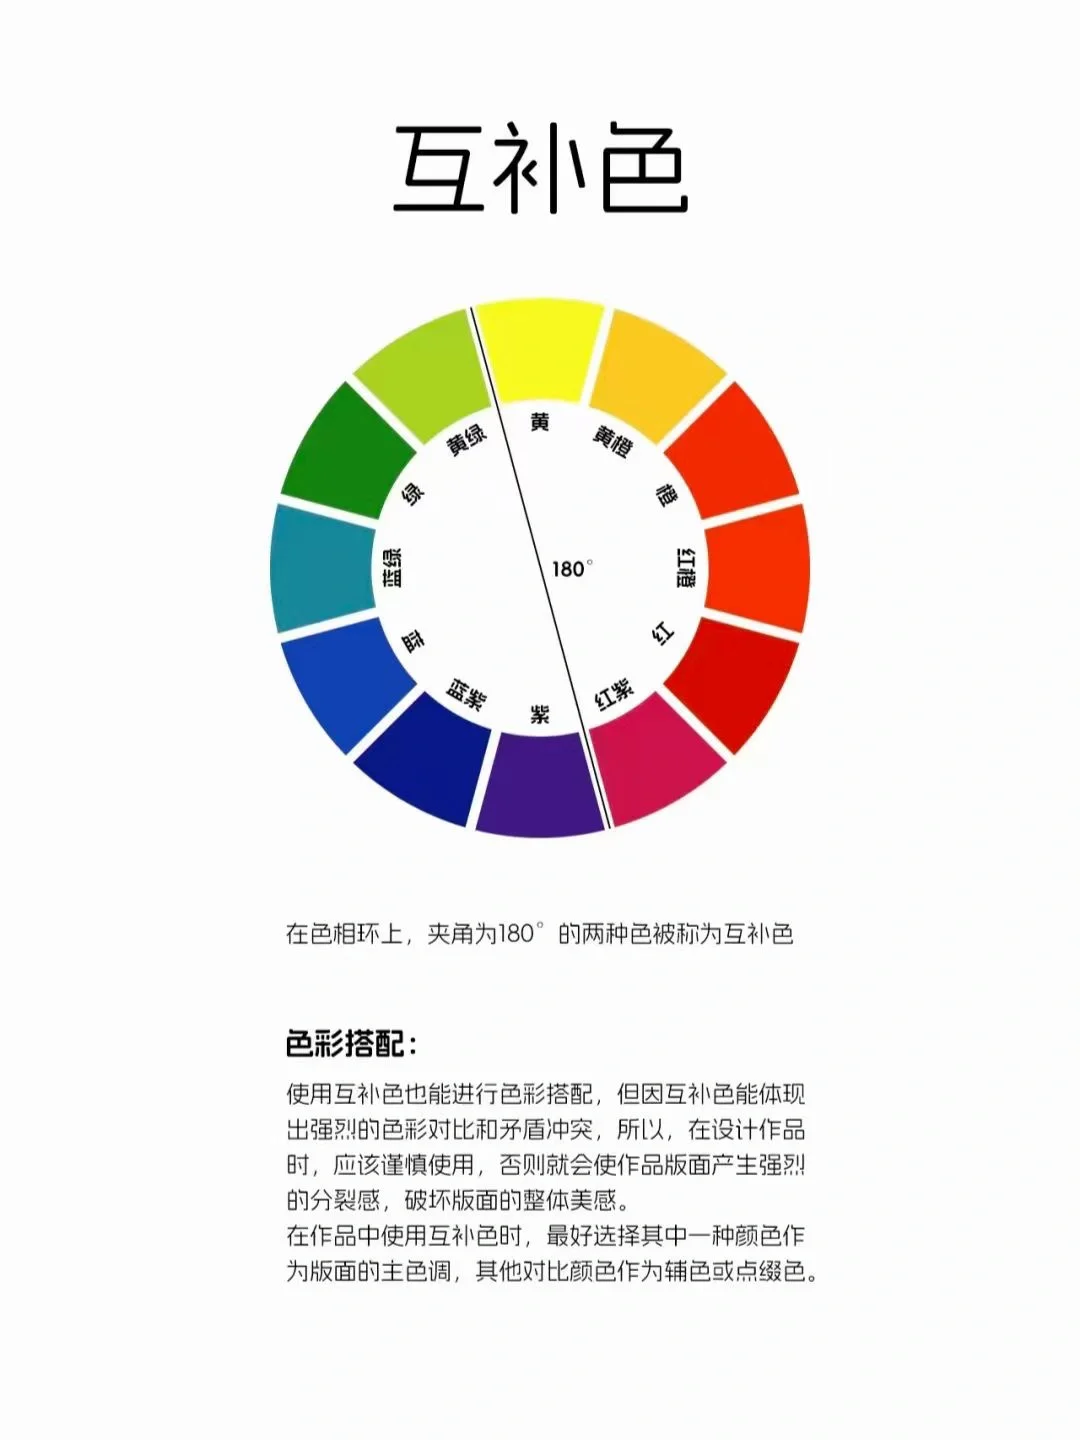 互补色
黄
黄橙
橙
红橙
红
红紫
紫
蓝紫
蓝
蓝绿
绿
黄绿
180°
在色相环上，夹角为180°的两种色被称为互补色
色彩搭配：
使用互补色也能进行色彩搭配，但因互补色能体现
出强烈的色彩对比和矛盾冲突，所以，在设计作品
时，应该谨慎使用，否则就会使作品版面产生强烈
的分裂感，破坏版面的整体美感。
在作品中使用互补色时，最好选择其中一种颜色作
为版面的主色调，其他对比颜色作为辅色或点缀色。